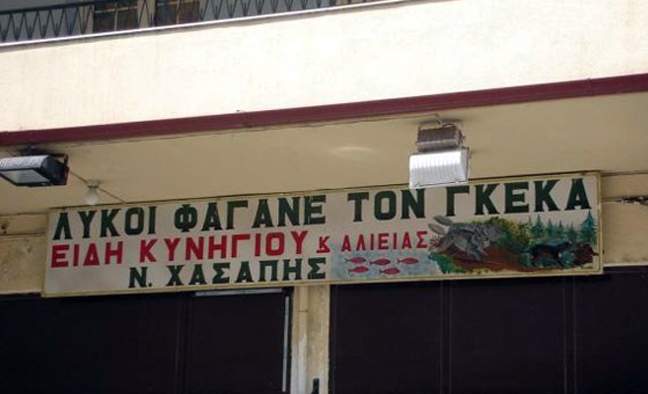 ΛΥΚΟΙ ΦΑΓΑΝΕ ΤΟΝ ΓΚΕΚΑ
ΕΙΔΗ ΚΥΝΗΓΙΟΥ & ΑΛΙΕΙΑΣ
Ν. ΧΑΣΑΠΗΣ